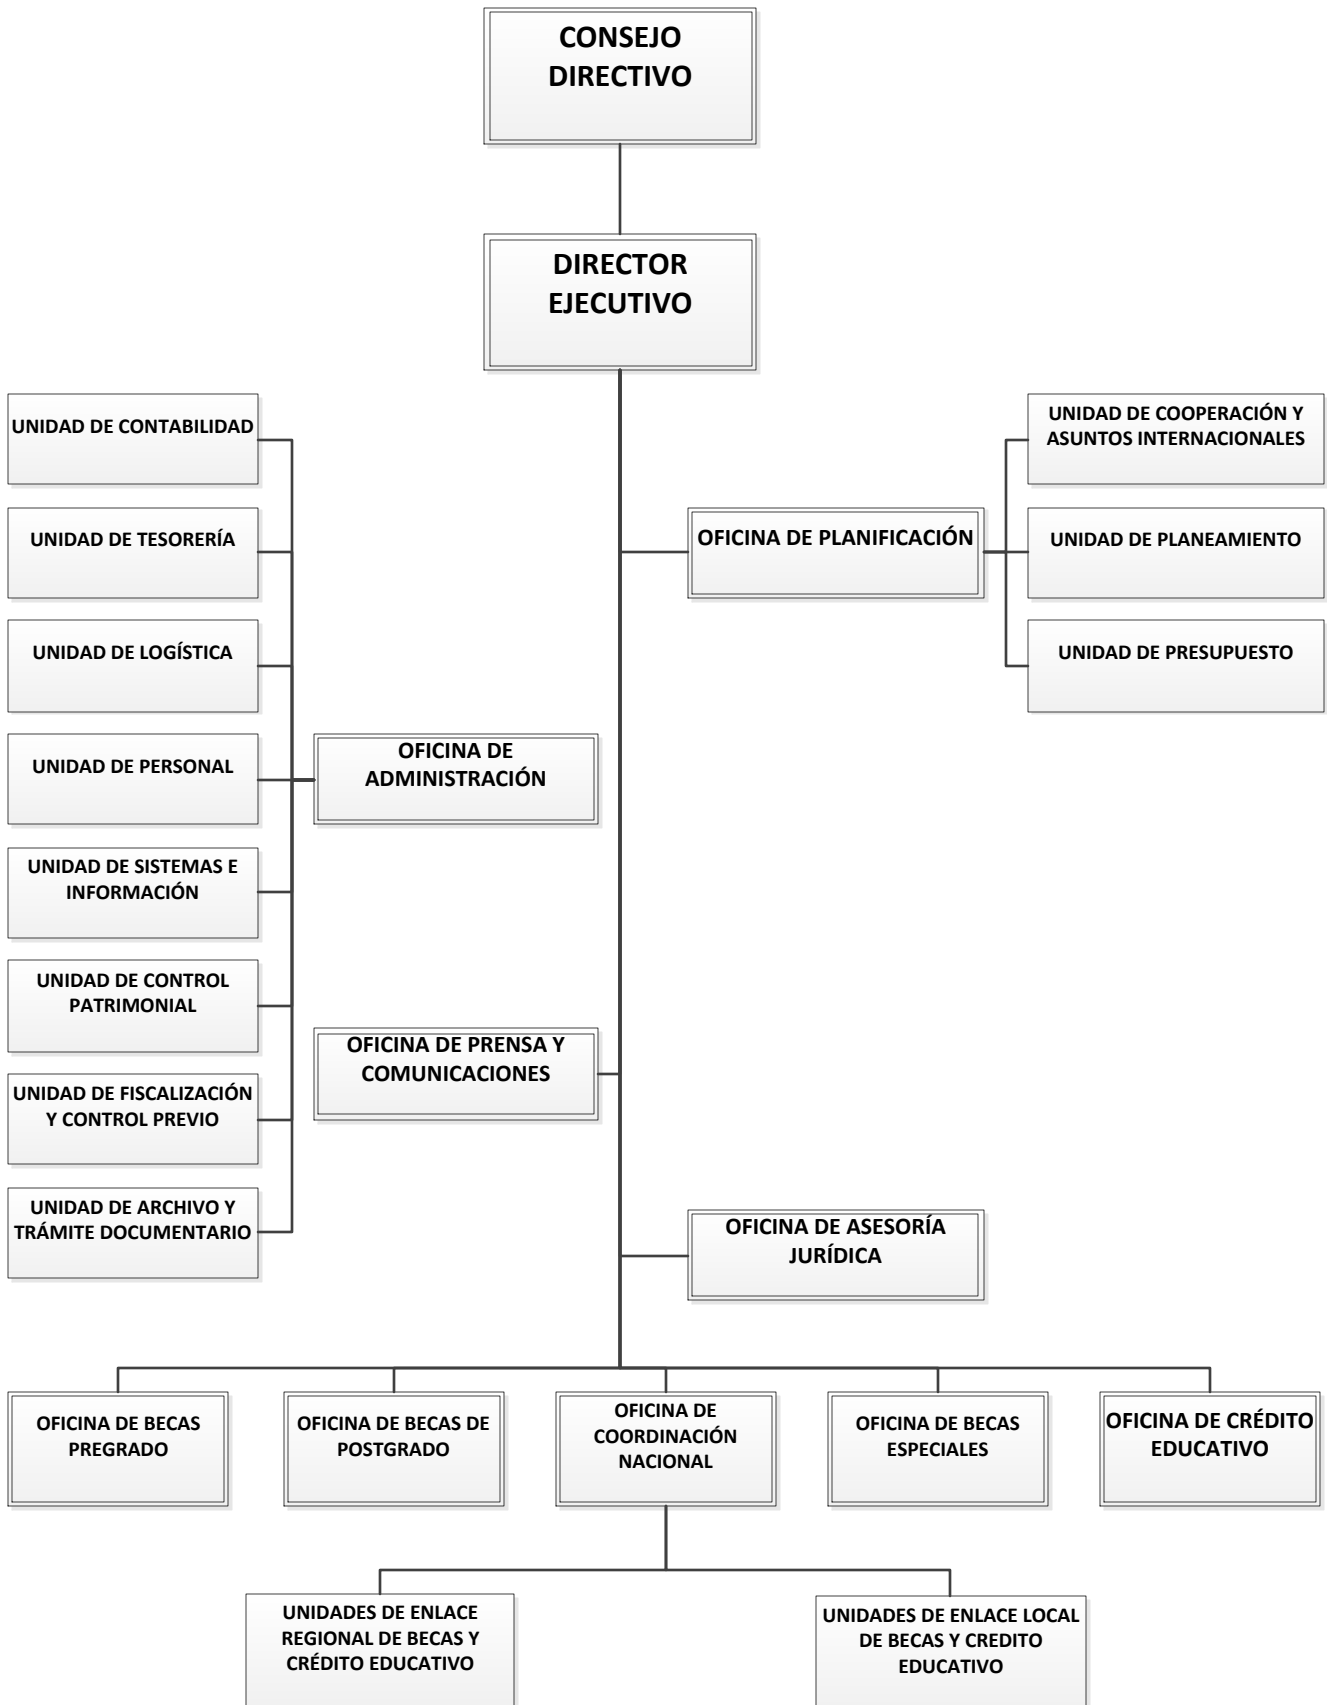 CONSEJO
DIRECTIVO
DIRECTOR
EJECUTIVO
UNIDAD DE CONTABILIDAD
UNIDAD DE TESORERÍA
UNIDAD DE LOGÍSTICA
UNIDAD DE PERSONAL
UNIDAD DE SISTEMAS E
INFORMACIÓN
UNIDAD DE CONTROL
PATRIMONIAL
UNIDAD DE FISCALIZACIÓN
Y CONTROL PREVIO
UNIDAD DE ARCHIVO Y
TRÁMITE DOCUMENTARIO
OFICINA DE
ADMINISTRACIÓN
OFICINA DE PRENSA Y
COMUNICACIONES
OFICINA DE PLANIFICACIÓN
UNIDAD DE COOPERACIÓN Y
ASUNTOS INTERNACIONALES
UNIDAD DE PLANEAMIENTO
UNIDAD DE PRESUPUESTO
OFICINA DE ASESORÍA
JURÍDICA
OFICINA DE BECAS
PREGRADO
OFICINA DE BECAS DE
POSTGRADO
OFICINA DE
COORDINACIÓN
NACIONAL
OFICINA DE BECAS
ESPECIALES
OFICINA DE CRÉDITO
EDUCATIVO
UNIDADES DE ENLACE
REGIONAL DE BECAS Y
CRÉDITO EDUCATIVO
UNIDADES DE ENLACE LOCAL
DE BECAS Y CREDITO
EDUCATIVO